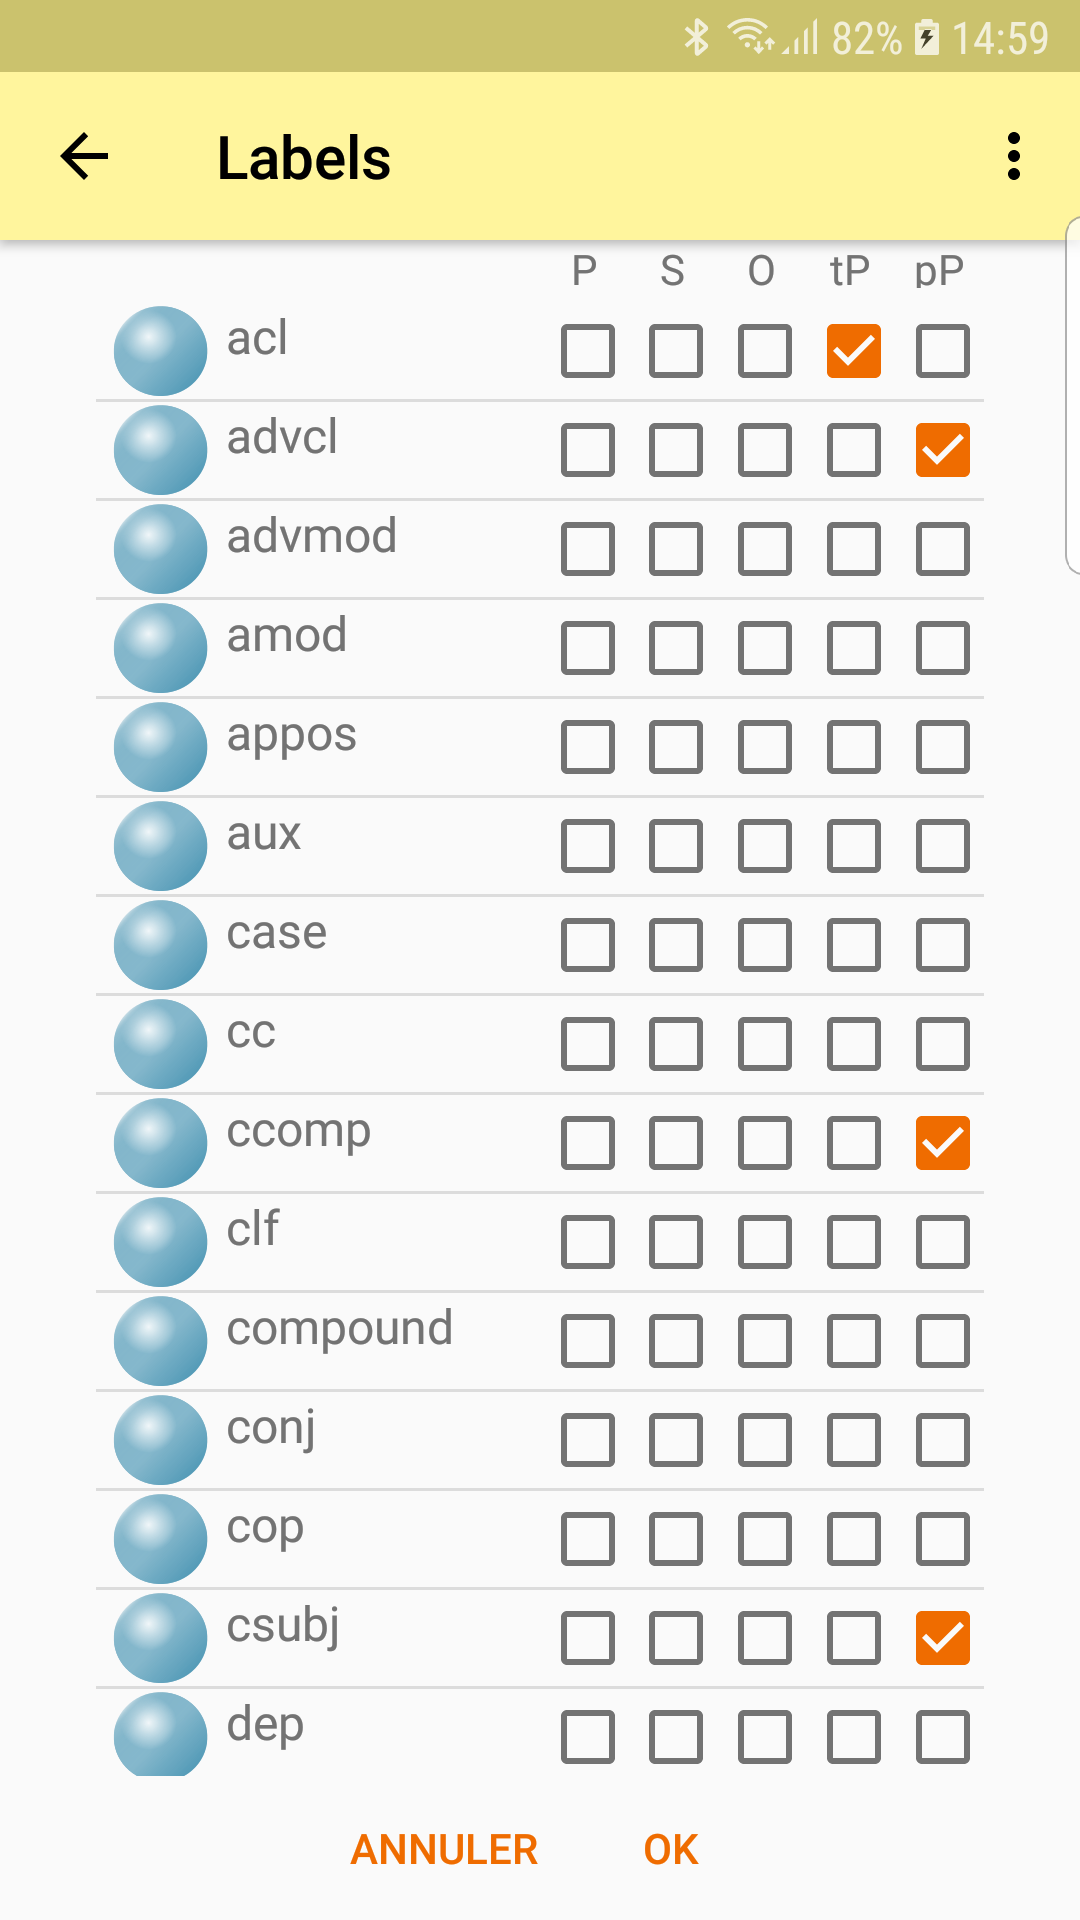 82% 14:59
Labels
P S O tP pP
acl
advcl
advmod
amod
appos
aux
case
cc
ccomp
clf
compound
conj
cop
csubj
dep
ANNULER OK